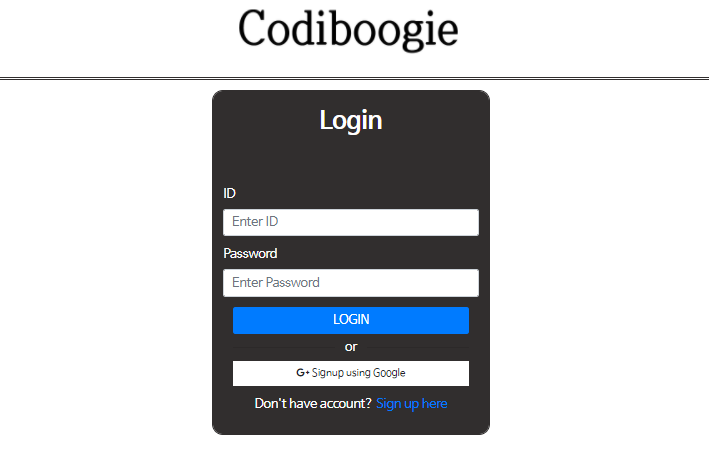 Codiboogie
Login
ID
Enter ID
Password
Enter Password
LOGIN
or
G+ Signup using Google
Don't have account? Sign up here